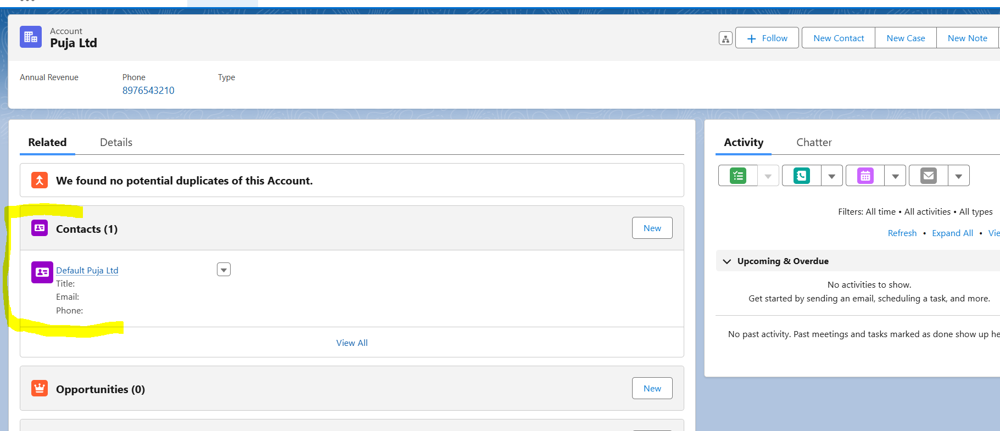 Account
Puja Ltd
Follow
New Contact
New Case
New Note
Annual Revenue
Phone
Type
8976543210
Related
Details
We found no potential duplicates of this Account.
Contacts (1)
New
Default Puja Ltd
Title:
Email:
Phone:
View All
Opportunities (0)
New
Activity
Chatter
Filters: All time • All activities • All types
Refresh • Expand All • Vie
Upcoming & Overdue
No activities to show.
Get started by sending an email, scheduling a task, and more.
No past activity. Past meetings and tasks marked as done show up he